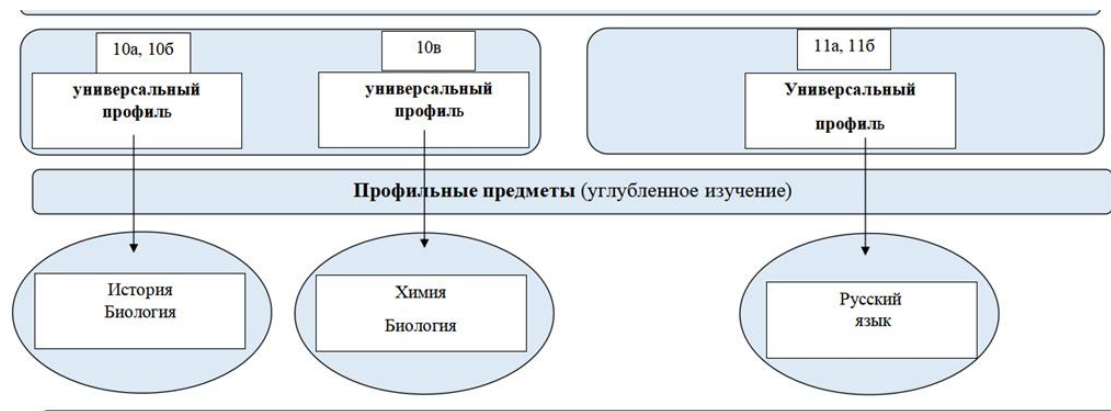 10а, 10б
универсальный
профиль
10в
универсальный
профиль
11а, 11б
Универсальный
профиль
Профильные предметы (углубленное изучение)
История
Биология
Химия
Биология
Русский
язык